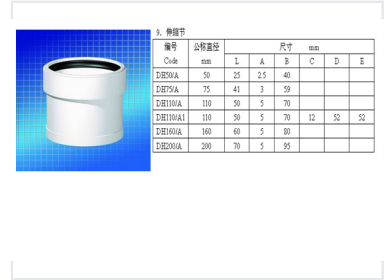 9. 伸缩节
编号 公称直径 尺寸 mm
Code mm L A B C D E
DH50/A 50 25 2.5 40
DH75/A 75 41 3 59
DH110/A 110 50 5 70
DH110/A1 110 50 5 70 12 52 52
DH160/A 160 60 5 80
DH200/A 200 70 5 95